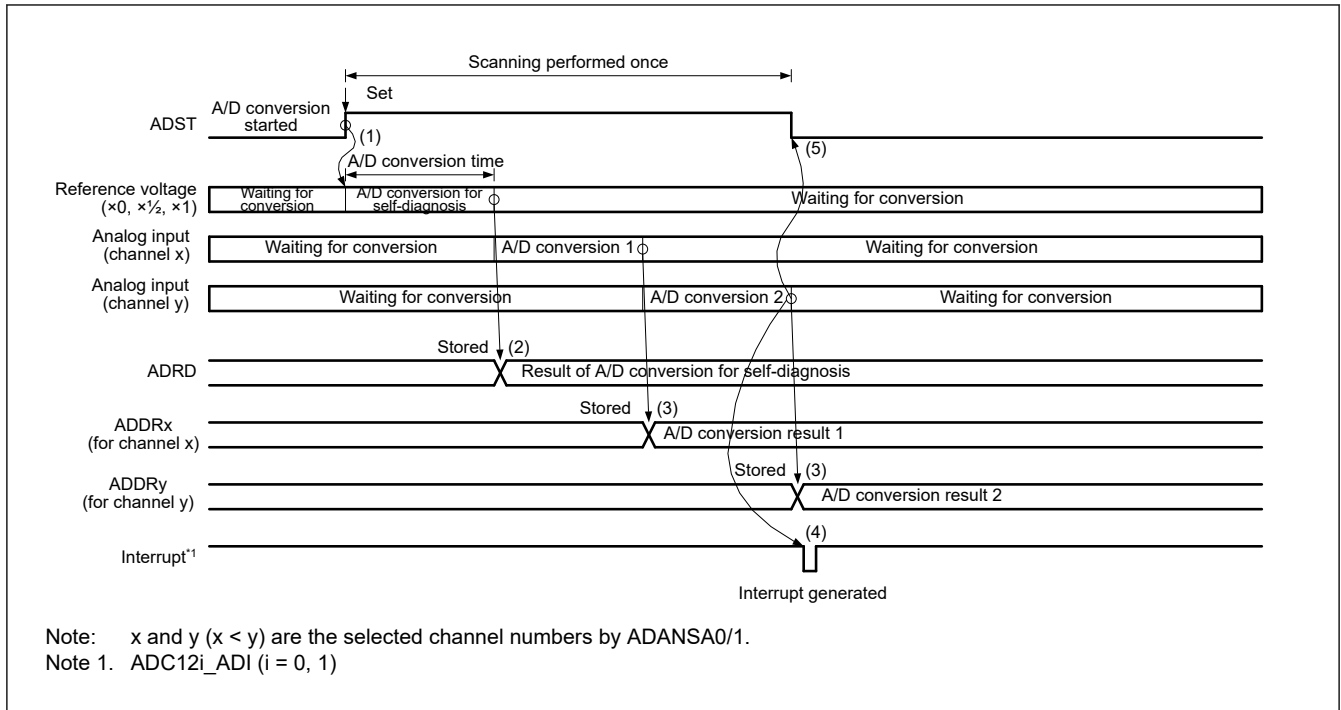 Scanning performed once
Set
A/D conversion
started
ADST
(1)
(5)
A/D conversion time
Reference voltage
(×0, ×½, ×1)
Waiting for
conversion
A/D conversion for
self-diagnosis
Waiting for conversion
Analog input
(channel x)
Waiting for conversion
A/D conversion 1
Waiting for conversion
Analog input
(channel y)
Waiting for conversion
A/D conversion 2
Waiting for conversion
Stored (2)
ADRD
Result of A/D conversion for self-diagnosis
Stored (3)
ADDRx
(for channel x)
A/D conversion result 1
Stored (3)
ADDRy
(for channel y)
A/D conversion result 2
(4)
Interrupt*1
Interrupt generated
Note: x and y (x < y) are the selected channel numbers by ADANSA0/1.
Note 1. ADC12i_ADI (i = 0, 1)